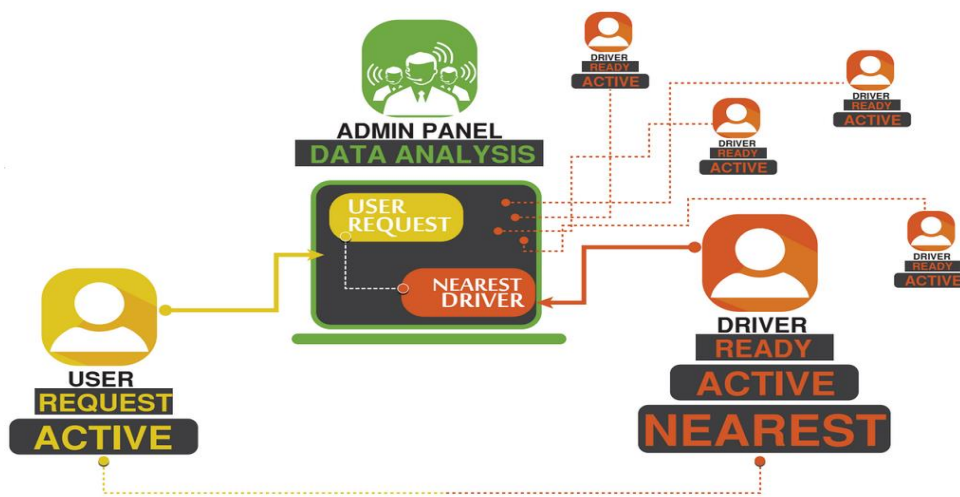 DRIVER
READY
ACTIVE
DRIVER
READY
ACTIVE
DRIVER
READY
ACTIVE
ADMIN PANEL
DATA ANALYSIS
USER
REQUEST
NEAREST
DRIVER
DRIVER
READY
ACTIVE
DRIVER
READY
ACTIVE
NEAREST
USER
REQUEST
ACTIVE